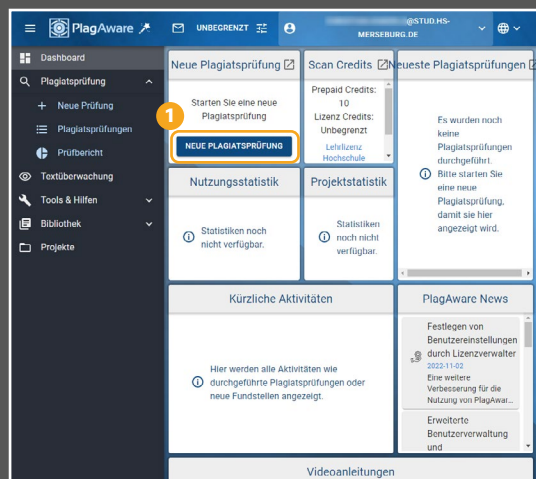 PlagAware
UNBEGRENZT
@STUD.HS-
MERSEBURG.DE
Dashboard
Plagiatsprüfung
Neue Prüfung
Plagiatsprüfungen
Prüfbericht
Textüberwachung
Tools & Hilfen
Bibliothek
Projekte
Neue Plagiatsprüfung
Starten Sie eine neue
Plagiatsprüfung
1
NEUE PLAGIATSPRÜFUNG
Scan Credits
Prepaid Credits:
10
Lizenz Credits:
Unbegrenzt
Lehrlizenz
Hochschule
Neueste Plagiatsprüfungen
Es wurden noch
keine
Plagiatsprüfungen
durchgeführt.
Bitte starten Sie
eine neue
Plagiatsprüfung,
damit sie hier
angezeigt wird.
Nutzungsstatistik
Statistiken noch
nicht verfügbar.
Projektstatistik
Statistiken
noch nicht
verfügbar.
Kürzliche Aktivitäten
Hier werden alle Aktivitäten wie
durchgeführte Plagiatsprüfungen oder
neue Fundstellen angezeigt.
PlagAware News
Festlegen von
Benutzereinstellungen
durch Lizenzverwalter
2022-11-02
Eine weitere
Verbesserung für die
Nutzung von PlagAwar...
Erweiterte
Benutzerverwaltung
und
Videoanleitungen